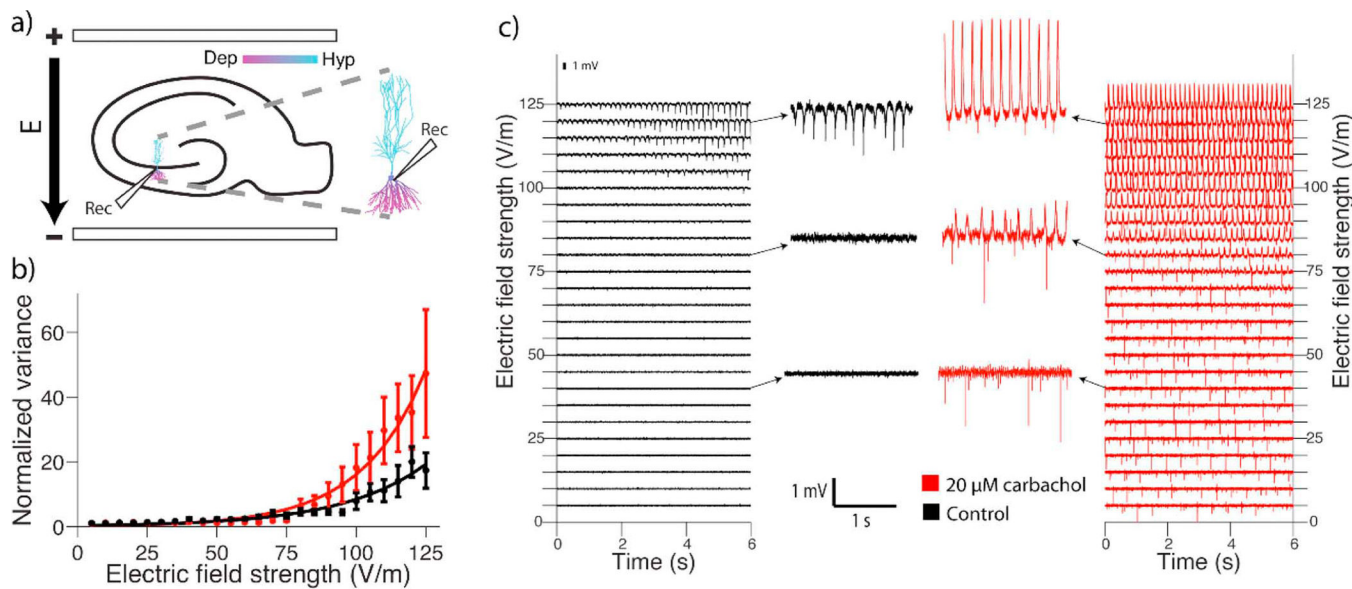 a)
+
E
−
Dep
Hyp
Rec
Rec
b)
Normalized variance
60
40
20
0
0
25
50
75
100
125
Electric field strength (V/m)
c)
1 mV
Electric field strength (V/m)
125
100
75
50
25
0
0
2
4
6
Time (s)
1 mV
1 s
20 µM carbachol
Control
125
100
75
50
25
0
Electric field strength (V/m)
0
2
4
6
Time (s)